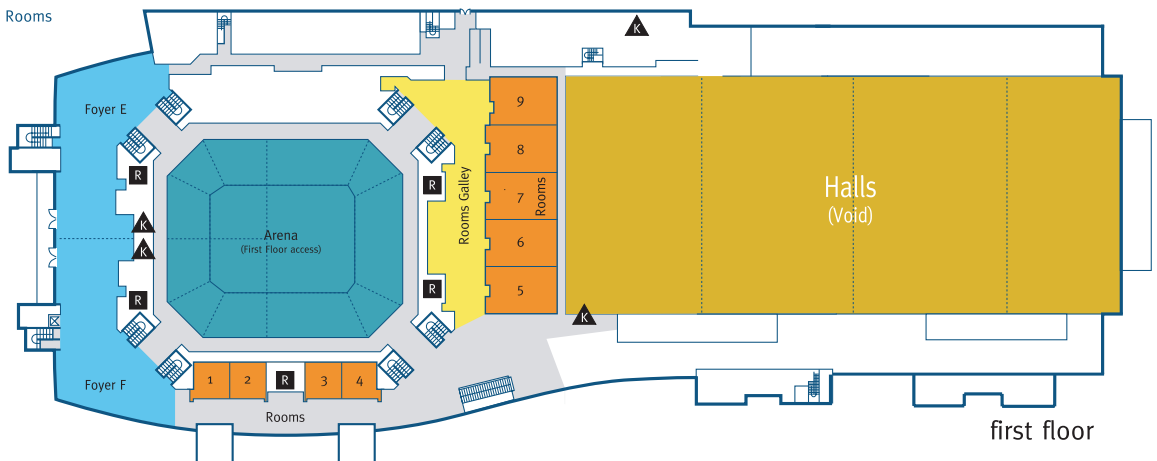 Rooms
K
Foyer E
9
8
7
6
5
Rooms
Rooms Galley
R
R
R
R
K
K
Arena
(First Floor access)
Halls
(Void)
K
Foyer F
1
2
R
3
4
Rooms
first floor